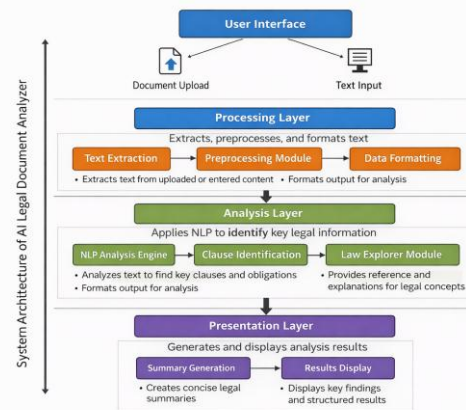 System Architecture of AI Legal Document Analyzer
User Interface
Document Upload
Text Input
Processing Layer
Extracts, preprocesses, and formats text
Text Extraction
Preprocessing Module
Data Formatting
• Extracts text from uploaded or entered content
• Formats output for analysis
Analysis Layer
Applies NLP to identify key legal information
NLP Analysis Engine
Clause Identification
Law Explorer Module
• Analyzes text to find key clauses and obligations
• Formats output for analysis
• Provides reference and
explanations for legal concepts
Presentation Layer
Generates and displays analysis results
Summary Generation
Results Display
• Creates concise legal
summaries
• Displays key findings
and structured results